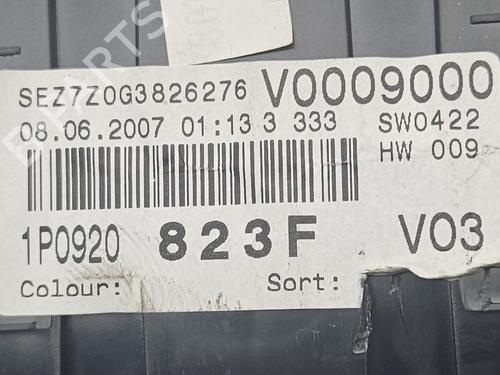 SEZ7Z0G3826276 V0009000
08.06.2007 01:13 3 333 SW0422
HW 009
1P0920 823F V03
Colour: Sort: